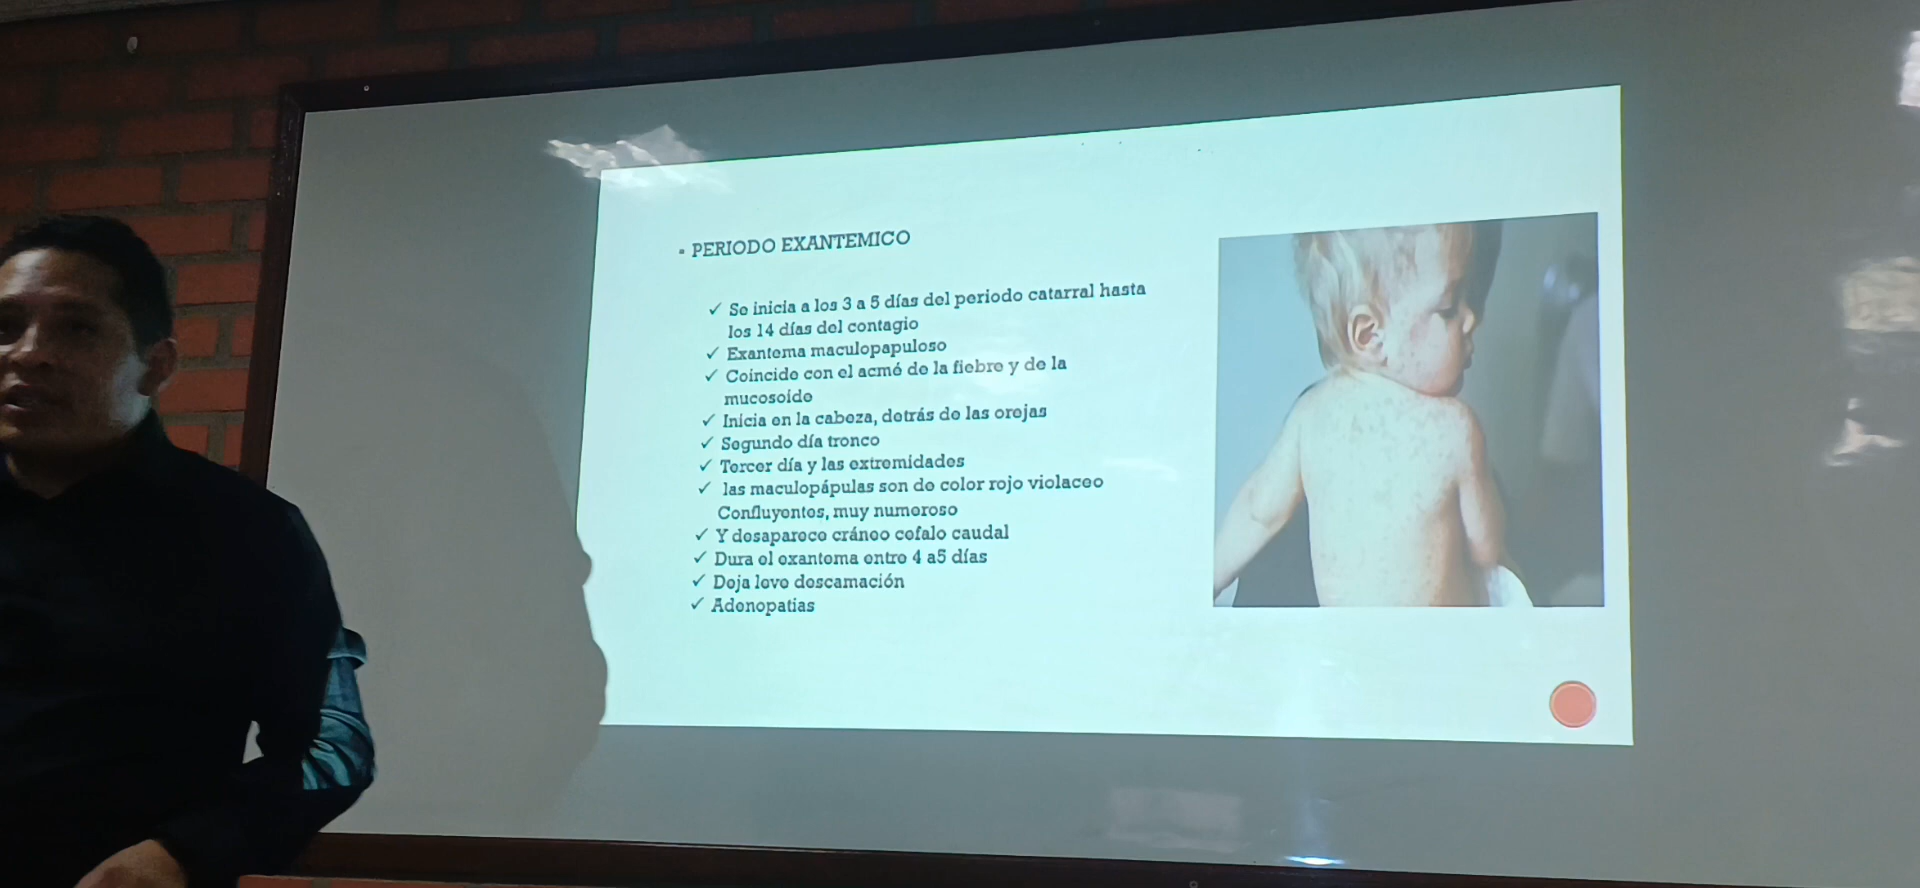 ▪ PERIODO EXANTEMICO
✓ Se inicia a los 3 a 5 días del periodo catarral hasta
los 14 días del contagio
✓ Exantema maculopapuloso
✓ Coincide con el acmé de la fiebre y de la
mucosoide
✓ Inicia en la cabeza, detrás de las orejas
✓ Segundo día tronco
✓ Tercer día y las extremidades
✓ las maculopápulas son de color rojo violaceo
Confluyentes, muy numeroso
✓ Y desaparece cráneo cefalo caudal
✓ Dura el exantema entre 4 a5 días
✓ Deja leve descamación
✓ Adenopatias